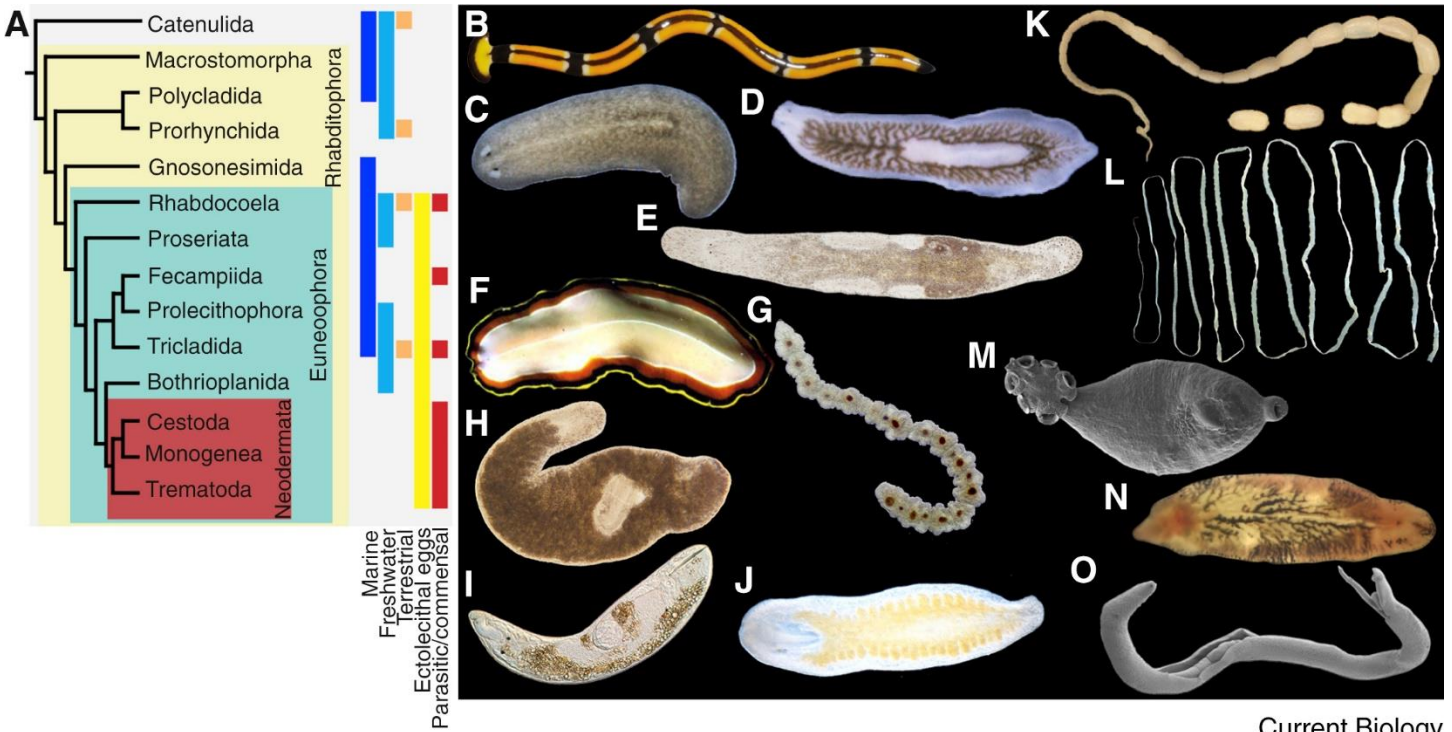 A
Catenulida
Macrostomorpha
Polycladida
Prorhynchida
Gnosonesimida
Rhabdocoela
Proseriata
Fecampiida
Prolecithophora
Tricladida
Bothrioplanida
Cestoda
Monogenea
Trematoda
Rhabditophora
Euneoophora
Neodermata
Marine
Freshwater
Terrestrial
Ectolecithal eggs
Parasitic/commensal
B
C
D
E
F
G
H
I
J
K
L
M
N
O
Current Biology